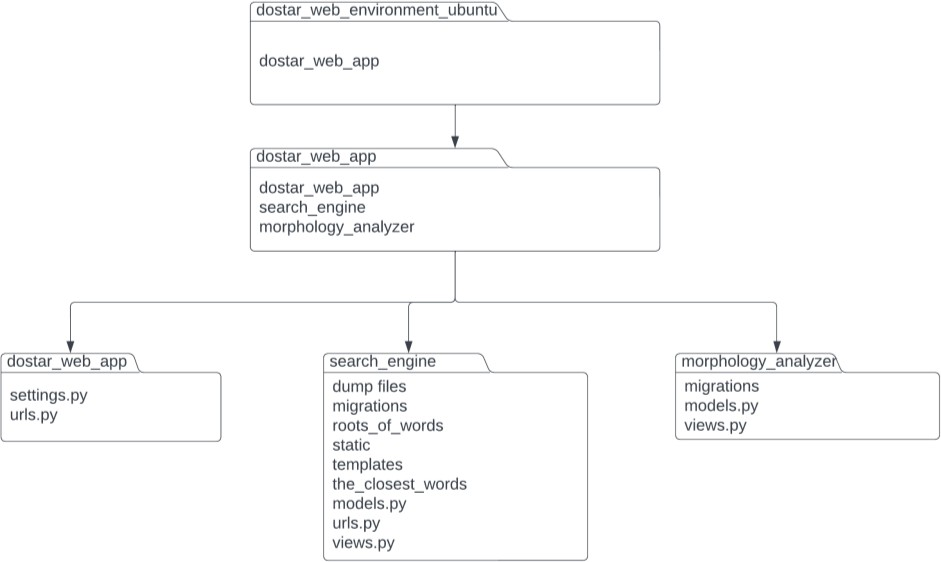 dostar_web_environment_ubuntu
dostar_web_app
dostar_web_app
dostar_web_app
search_engine
morphology_analyzer
dostar_web_app
settings.py
urls.py
search_engine
dump files
migrations
roots_of_words
static
templates
the_closest_words
models.py
urls.py
views.py
morphology_analyzer
migrations
models.py
views.py